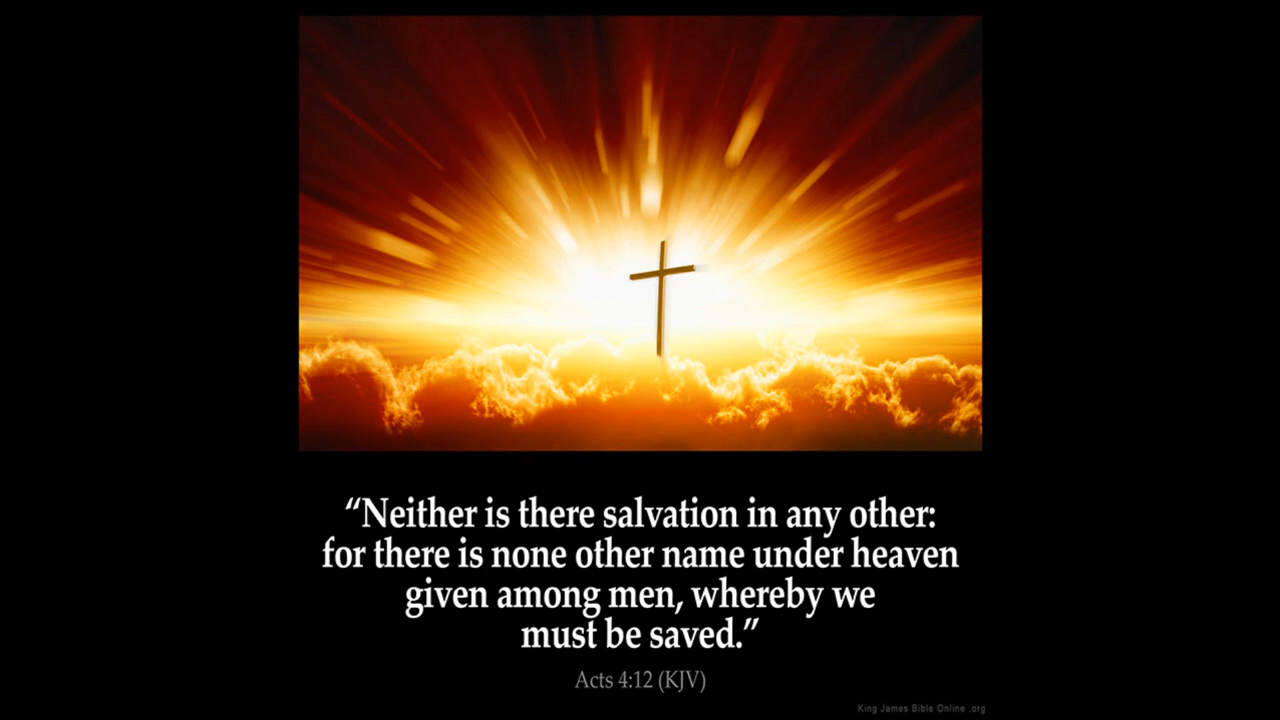 “Neither is there salvation in any other:
for there is none other name under heaven
given among men, whereby we
must be saved.”
Acts 4:12 (KJV)
King James Bible Online .org